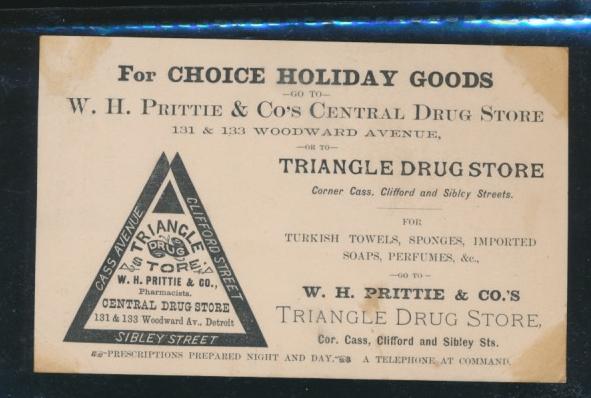 For CHOICE HOLIDAY GOODS
—GO TO—
W. H. PRITTIE & CO'S CENTRAL DRUG STORE
131 & 133 WOODWARD AVENUE,
—OR TO—
TRIANGLE DRUG STORE
Corner Cass, Clifford and Sibley Streets.
FOR
TURKISH TOWELS, SPONGES, IMPORTED
SOAPS, PERFUMES, &c.,
—GO TO—
W. H. PRITTIE & CO.'S
TRIANGLE DRUG STORE,
Cor. Cass, Clifford and Sibley Sts.
CASS AVENUE
CLIFFORD STREET
TRIANGLE
DRUG
STORE
W. H. PRITTIE & CO.,
Pharmacists.
CENTRAL DRUG STORE
131 & 133 Woodward Av., Detroit
SIBLEY STREET
PRESCRIPTIONS PREPARED NIGHT AND DAY. A TELEPHONE AT COMMAND.